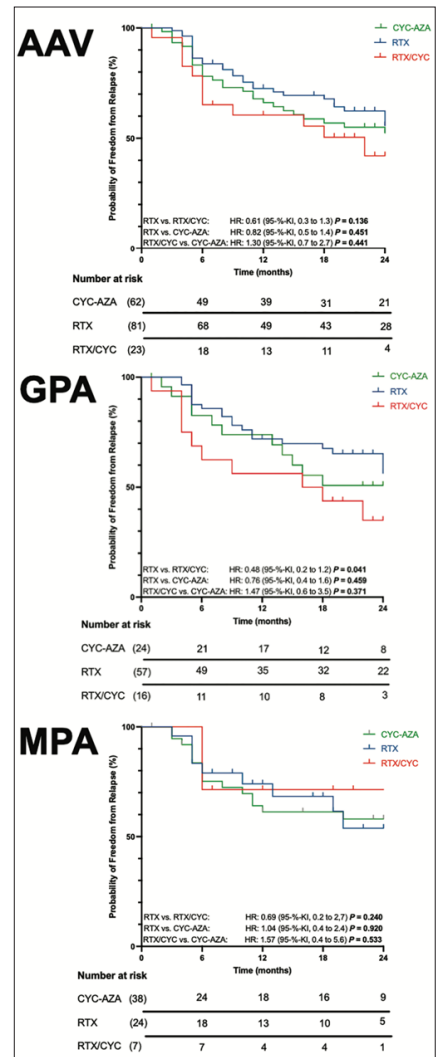 AAV
CYC-AZA
RTX
RTX/CYC
Probability of Freedom from Relapse (%)
100
50
0
RTX vs. RTX/CYC: HR: 0.61 (95-%-KI, 0.3 to 1.3) P = 0.136
RTX vs. CYC-AZA: HR: 0.82 (95-%-KI, 0.5 to 1.4) P = 0.451
RTX/CYC vs. CYC-AZA: HR: 1.30 (95-%-KI, 0.7 to 2.7) P = 0.441
0 6 12 18 24
Time (months)
Number at risk
CYC-AZA (62) 49 39 31 21
RTX (81) 68 49 43 28
RTX/CYC (23) 18 13 11 4
GPA
CYC-AZA
RTX
RTX/CYC
Probability of Freedom from Relapse (%)
100
50
0
RTX vs. RTX/CYC: HR: 0.48 (95-%-KI, 0.2 to 1.2) P = 0.041
RTX vs. CYC-AZA: HR: 0.76 (95-%-KI, 0.4 to 1.6) P = 0.459
RTX/CYC vs. CYC-AZA: HR: 1.47 (95-%-KI, 0.6 to 3.5) P = 0.371
0 6 12 18 24
Time (months)
Number at risk
CYC-AZA (24) 21 17 12 8
RTX (57) 49 35 32 22
RTX/CYC (16) 11 10 8 3
MPA
CYC-AZA
RTX
RTX/CYC
Probability of Freedom from Relapse (%)
100
50
0
RTX vs. RTX/CYC: HR: 0.69 (95-%-KI, 0.2 to 2,7) P = 0.240
RTX vs. CYC-AZA: HR: 1.04 (95-%-KI, 0.4 to 2.4) P = 0.920
RTX/CYC vs. CYC-AZA: HR: 1.57 (95-%-KI, 0.4 to 5.6) P = 0.533
0 6 12 18 24
Time (months)
Number at risk
CYC-AZA (38) 24 18 16 9
RTX (24) 18 13 10 5
RTX/CYC (7) 7 4 4 1